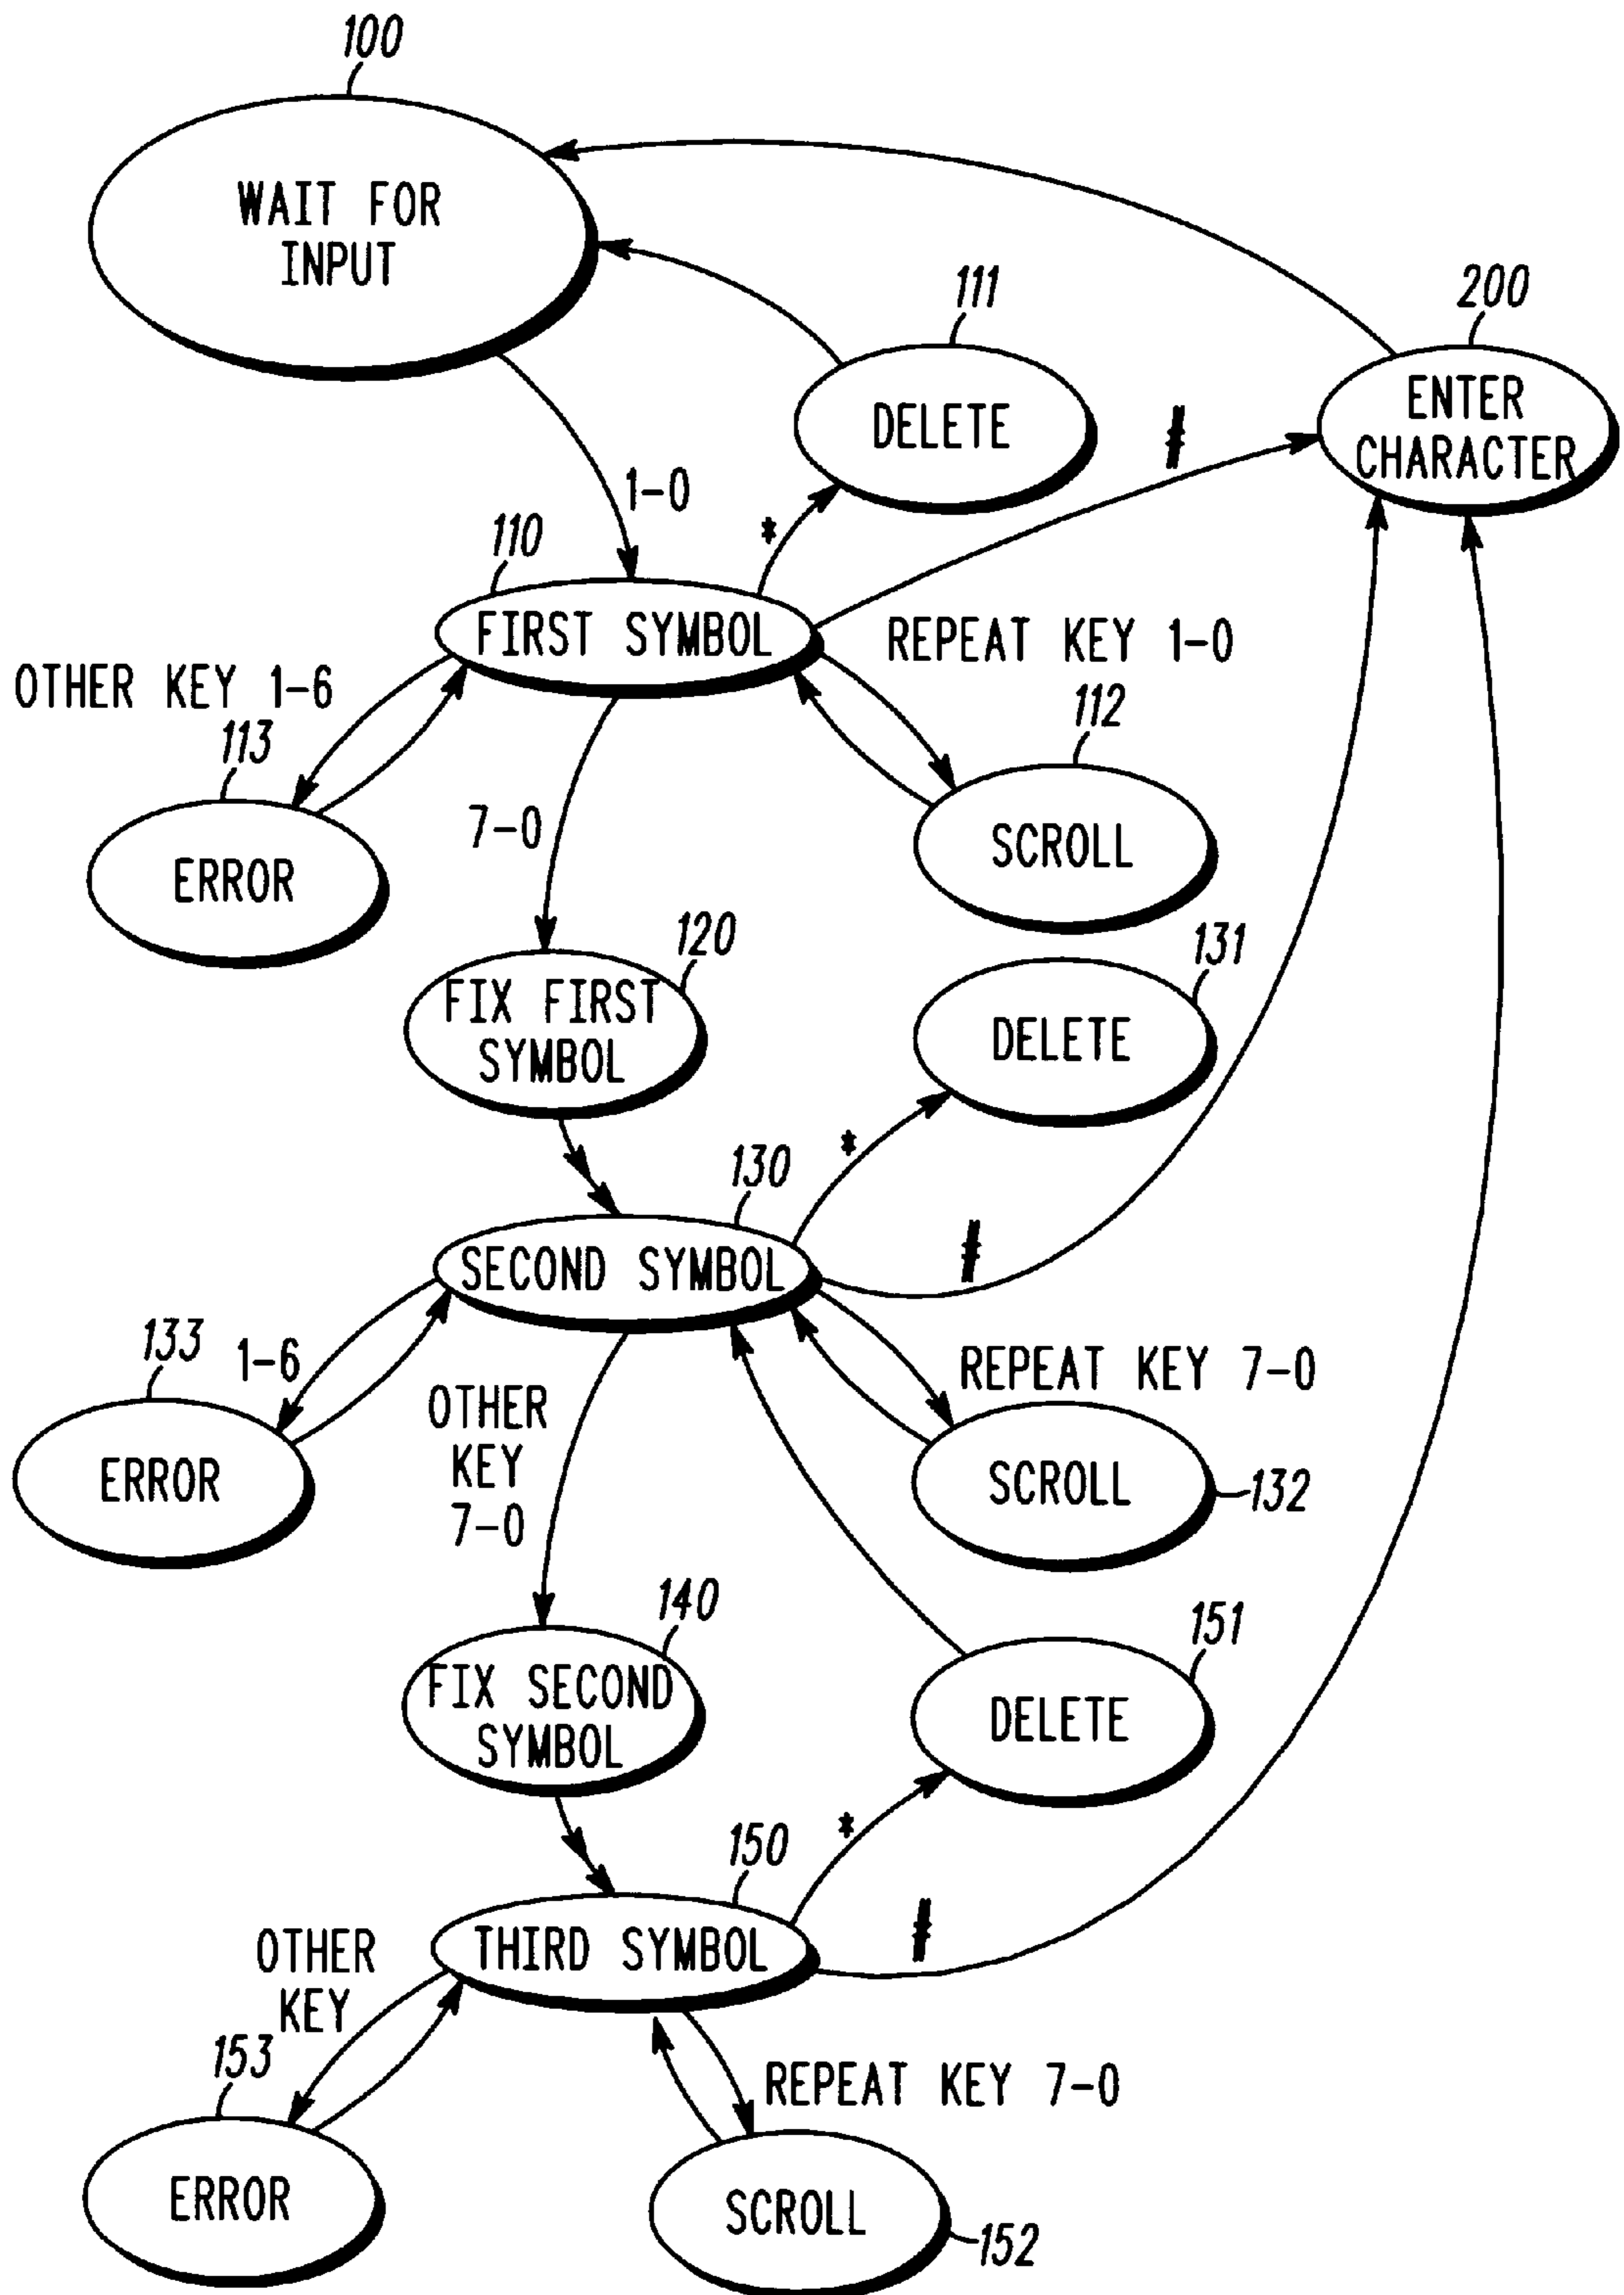 100
WAIT FOR
INPUT
111
DELETE
200
ENTER
CHARACTER
#
1-0
*
110
FIRST SYMBOL
REPEAT KEY 1-0
OTHER KEY 1-6
113
ERROR
112
SCROLL
7-0
120
FIX FIRST
SYMBOL
131
DELETE
*
130
SECOND SYMBOL
#
133
1-6
ERROR
REPEAT KEY 7-0
SCROLL
132
OTHER
KEY
7-0
140
FIX SECOND
SYMBOL
151
DELETE
*
150
THIRD SYMBOL
#
OTHER
KEY
153
ERROR
REPEAT KEY 7-0
SCROLL
152